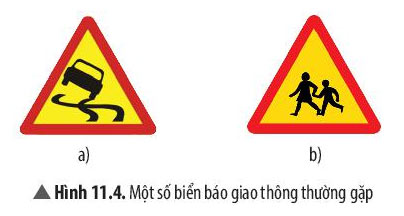 a)
b)
▲ Hình 11.4. Một số biển báo giao thông thường gặp